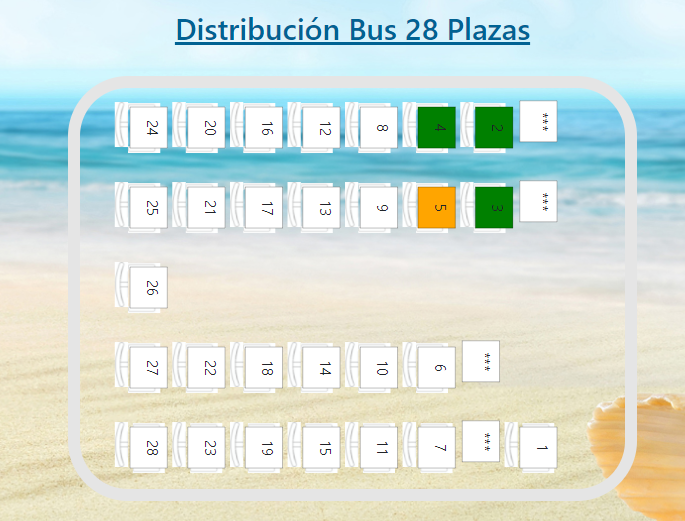 Distribución Bus 28 Plazas
24 20 16 12 8 4 2 ***
25 21 17 13 9 5 3 ***
26
27 22 18 14 10 6 ***
28 23 19 15 11 7 *** 1